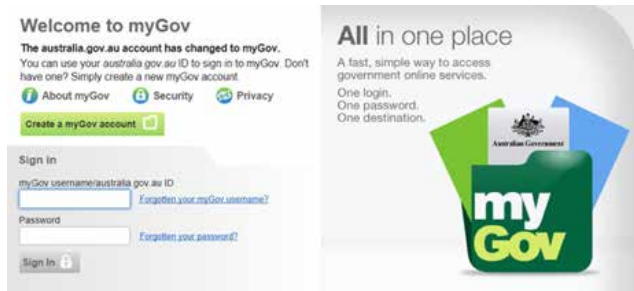 Welcome to myGov
The australia.gov.au account has changed to myGov.
You can use your australia.gov.au ID to sign in to myGov. Don't
have one? Simply create a new myGov account.
About myGov
Security
Privacy
Create a myGov account
Sign in
myGov username/australia.gov.au ID
Forgotten your myGov username?
Password
Forgotten your password?
Sign In
All in one place
A fast, simple way to access
government online services.
One login.
One password.
One destination.
Australian Government
my
Gov